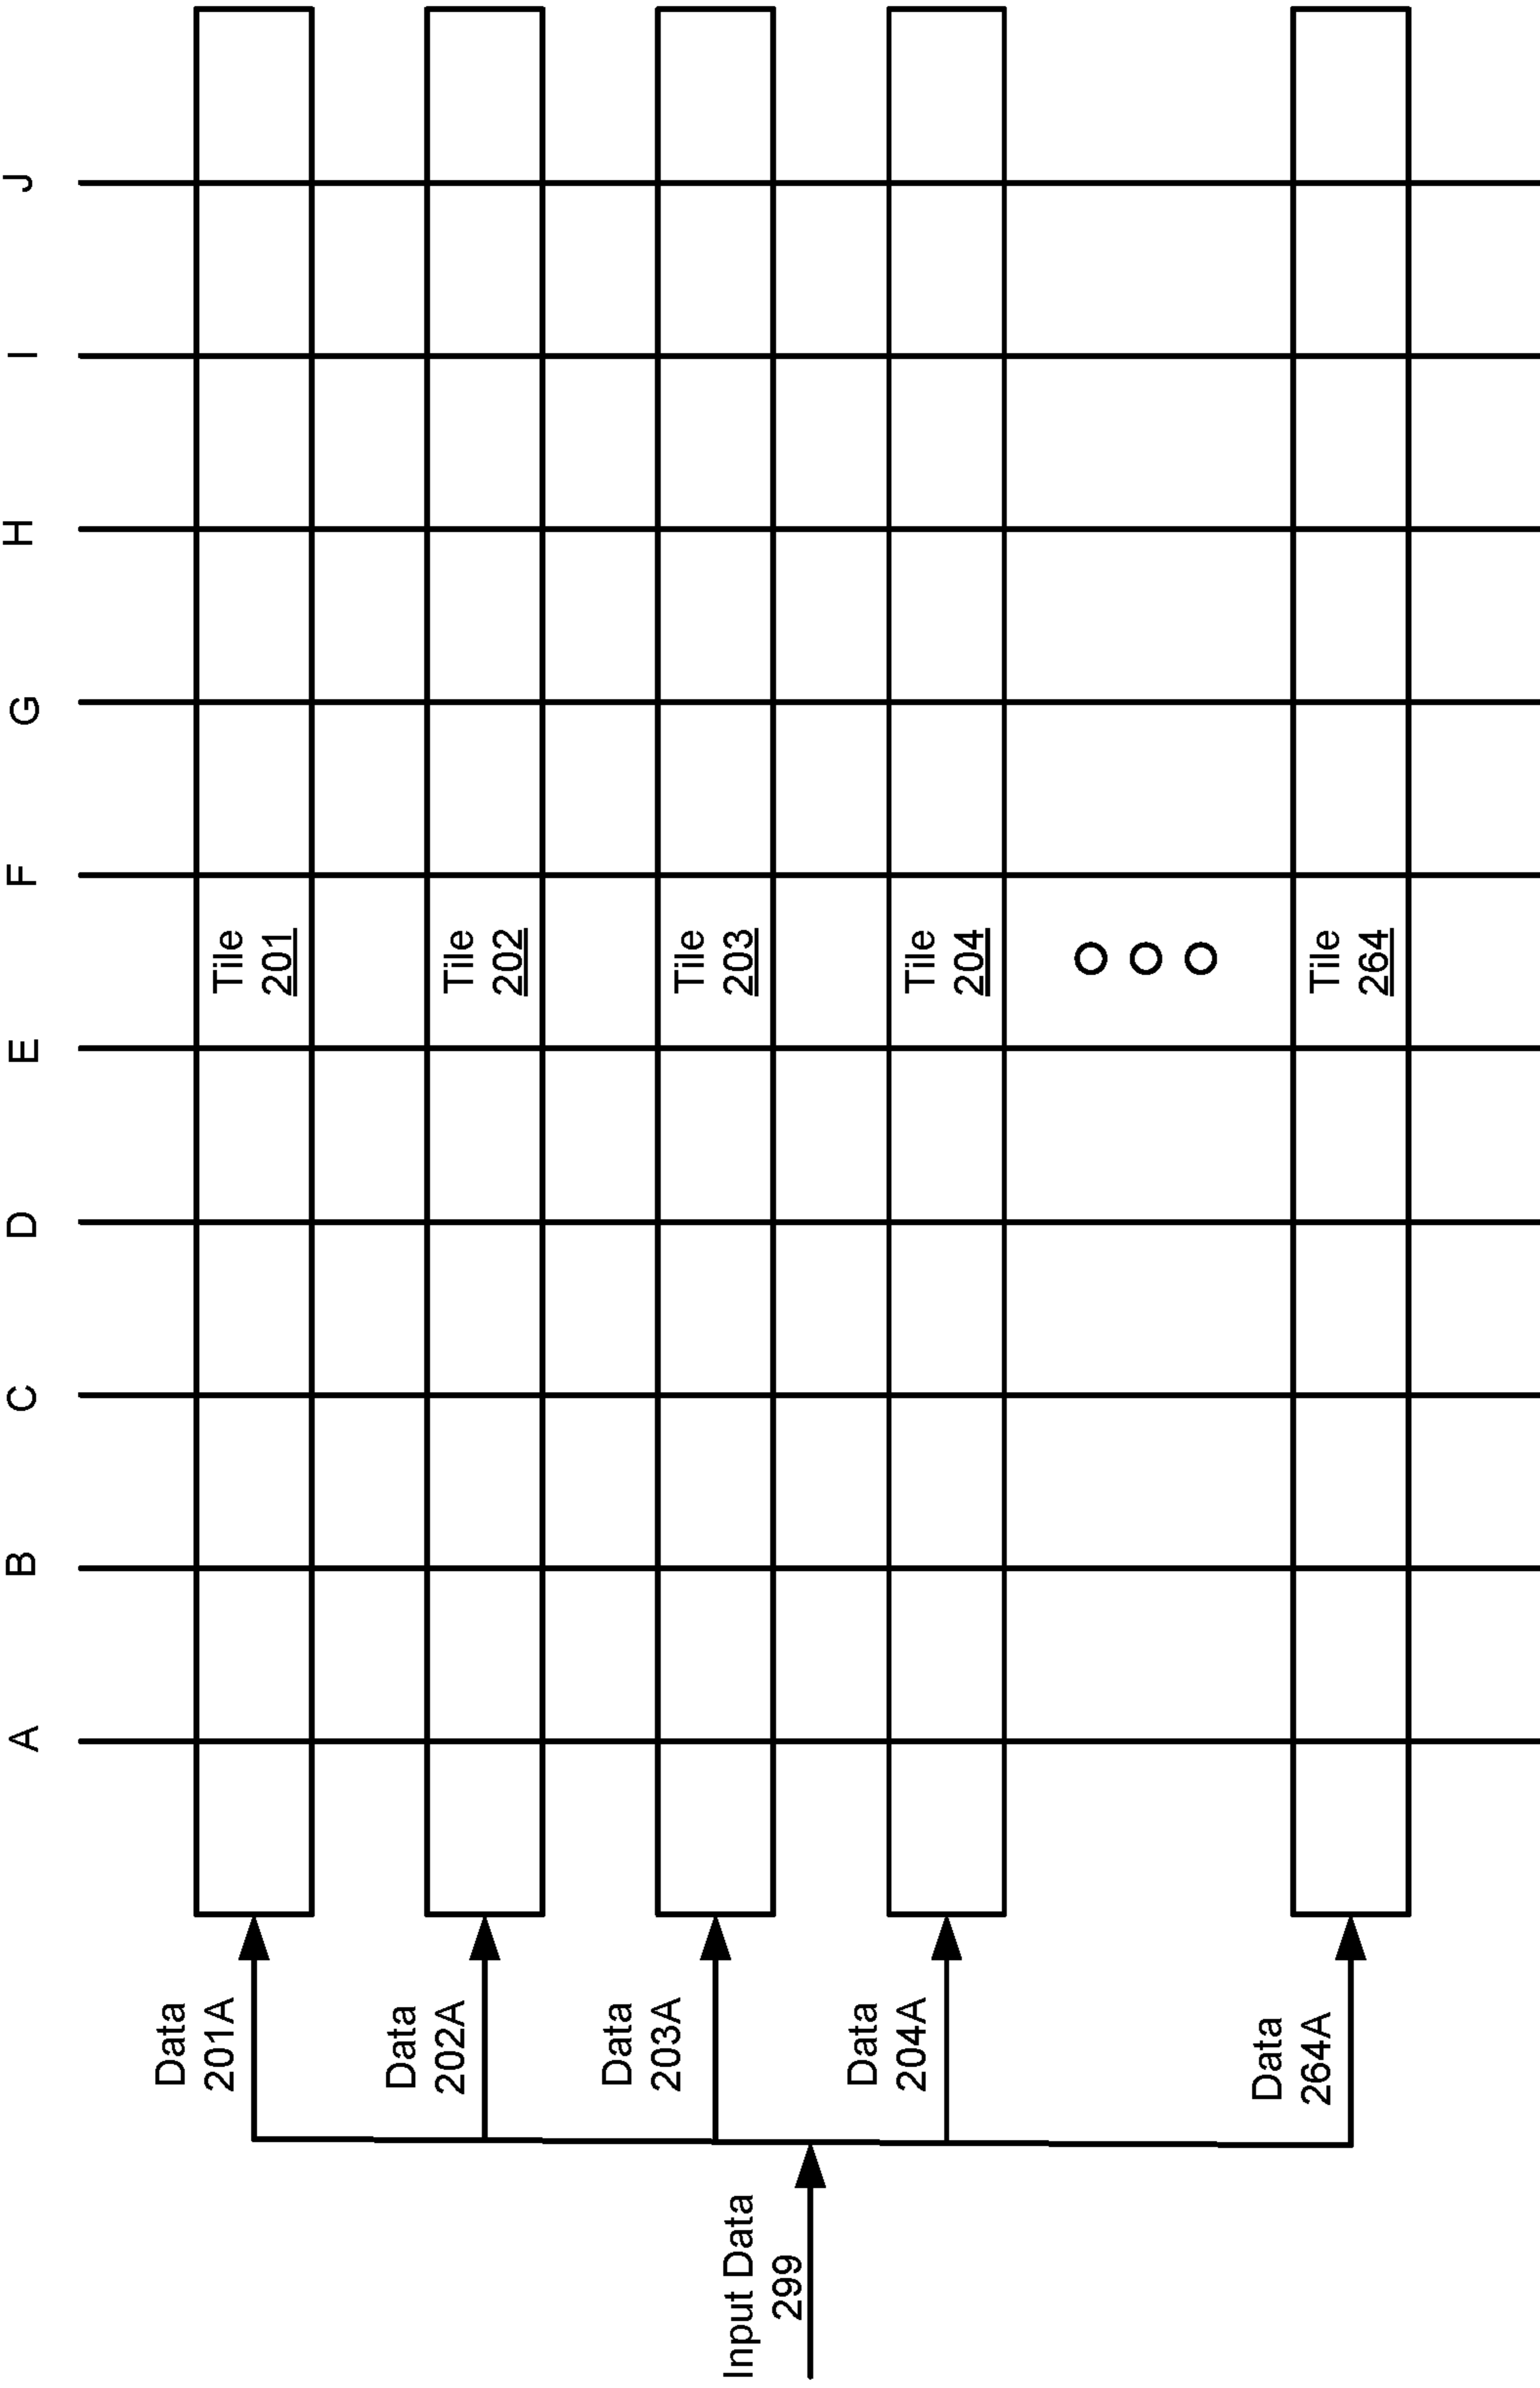 A
B
C
D
E
F
G
H
I
J
Data
201A
Tile
201
Data
202A
Tile
202
Data
203A
Tile
203
Input Data
299
Data
204A
Tile
204
Data
264A
Tile
264